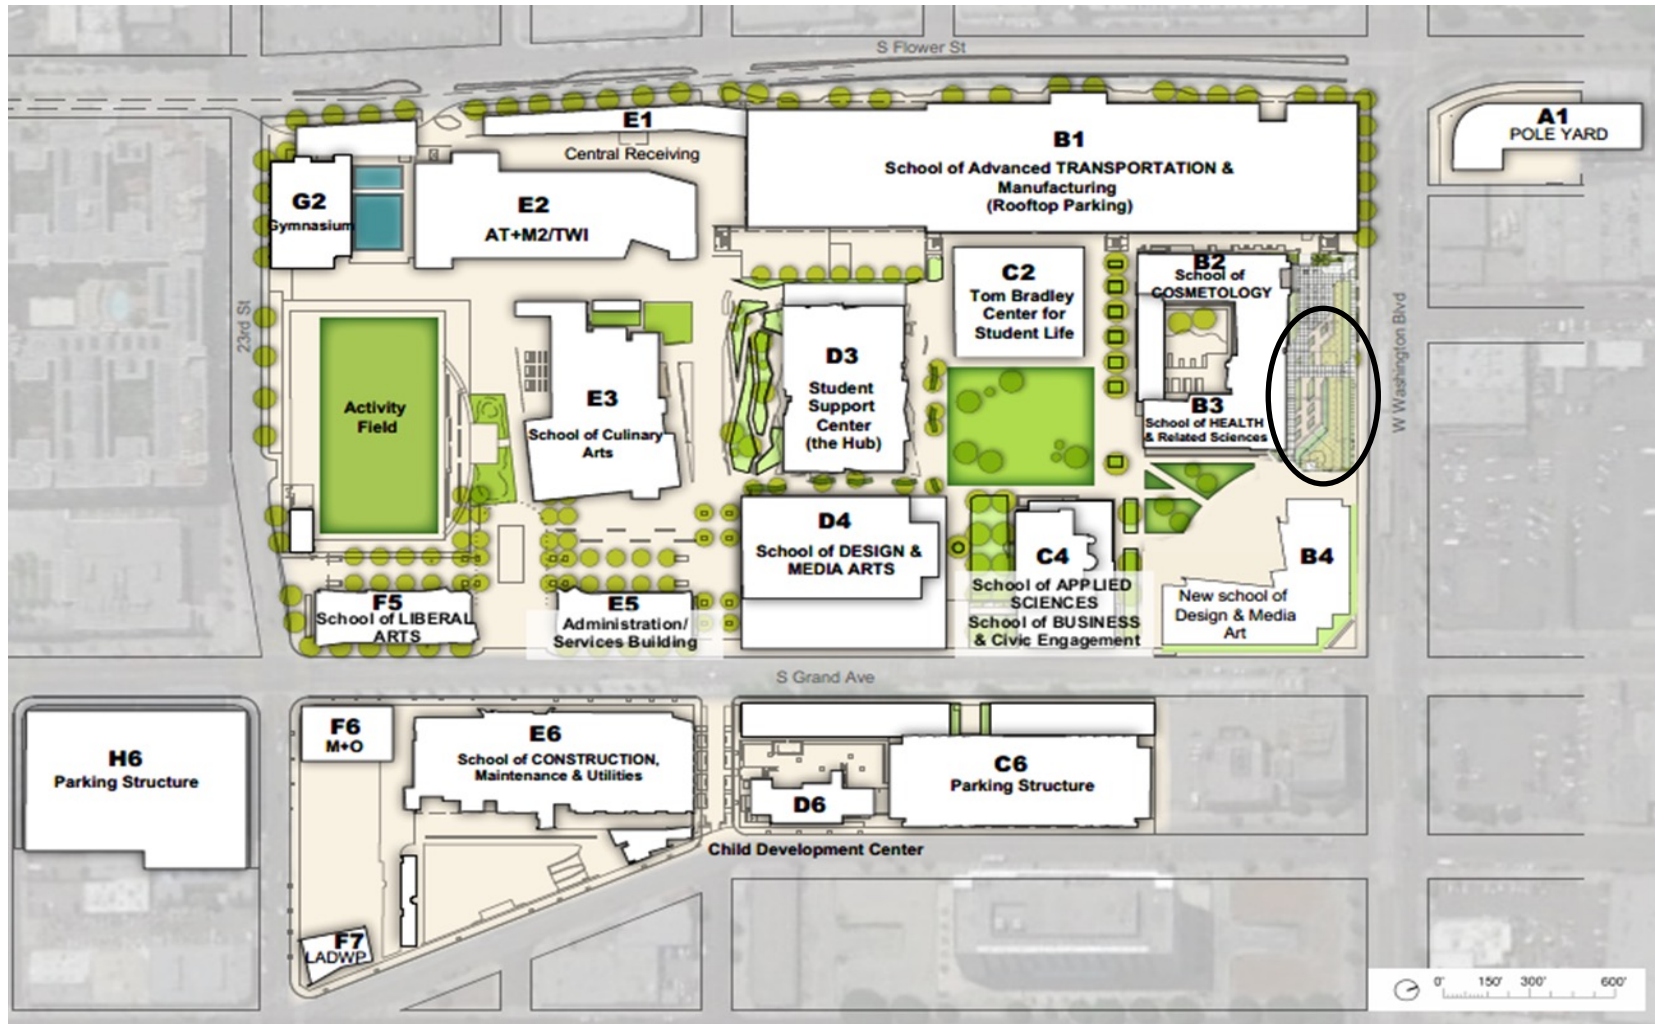 S Flower St
E1
Central Receiving
B1
School of Advanced TRANSPORTATION &
Manufacturing
(Rooftop Parking)
A1
POLE YARD
G2
Gymnasium
E2
AT+M2/TWI
C2
Tom Bradley
Center for
Student Life
B2
School of
COSMETOLOGY
23rd St
W Washington Blvd
Activity
Field
E3
School of Culinary
Arts
D3
Student
Support
Center
(the Hub)
B3
School of HEALTH
& Related Sciences
D4
School of DESIGN &
MEDIA ARTS
C4
School of APPLIED
SCIENCES
School of BUSINESS
& Civic Engagement
B4
New school of
Design & Media
Art
F5
School of LIBERAL
ARTS
E5
Administration/
Services Building
S Grand Ave
H6
Parking Structure
F6
M+O
E6
School of CONSTRUCTION,
Maintenance & Utilities
D6
C6
Parking Structure
Child Development Center
F7
LADWP
0' 150' 300' 600'